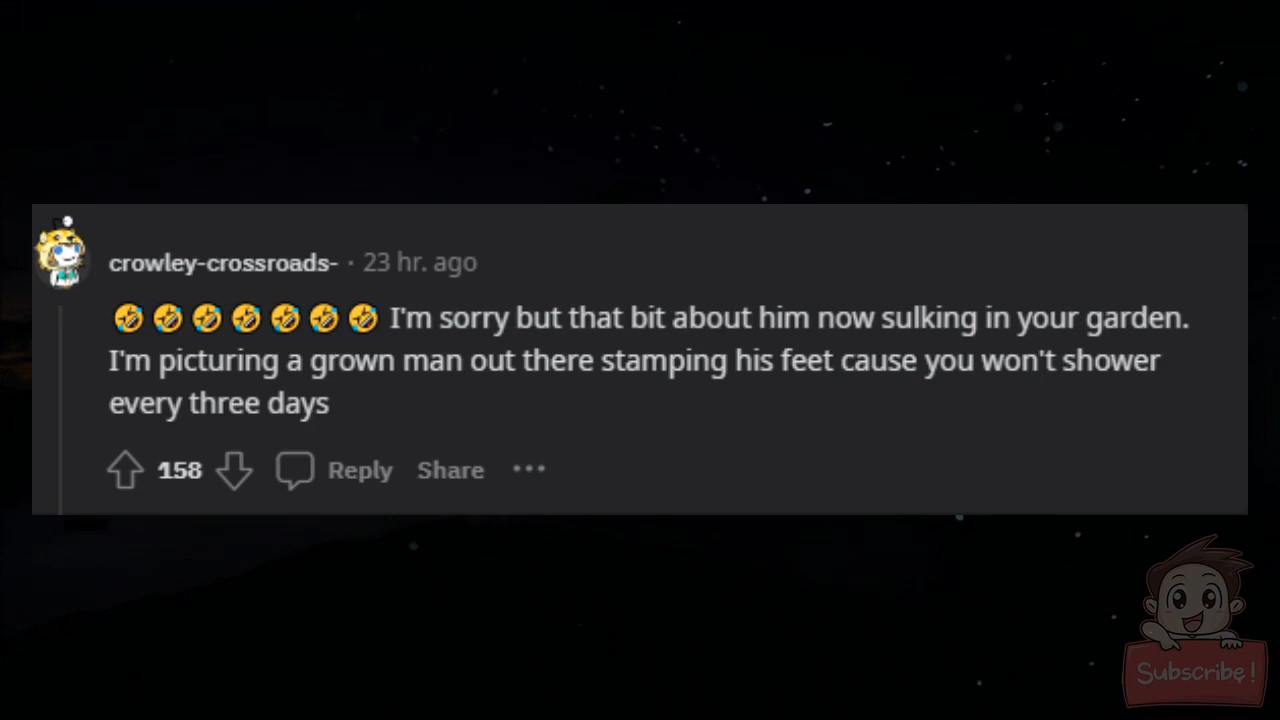 crowley-crossroads- · 23 hr. ago
🤣🤣🤣🤣🤣🤣🤣 I'm sorry but that bit about him now sulking in your garden.
I'm picturing a grown man out there stamping his feet cause you won't shower
every three days
158 Reply Share ···
Subscribe!